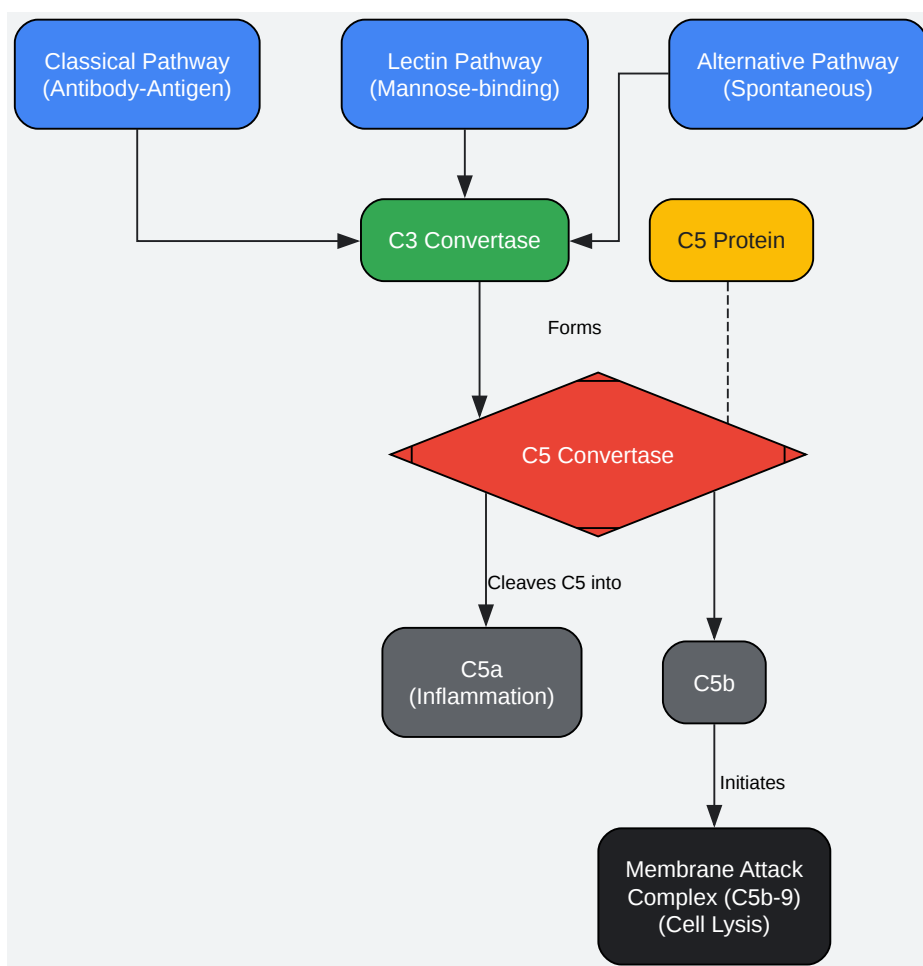 Classical Pathway
(Antibody-Antigen)
Lectin Pathway
(Mannose-binding)
Alternative Pathway
(Spontaneous)
C3 Convertase
C5 Protein
Forms
C5 Convertase
Cleaves C5 into
C5a
(Inflammation)
C5b
Initiates
Membrane Attack
Complex (C5b-9)
(Cell Lysis)